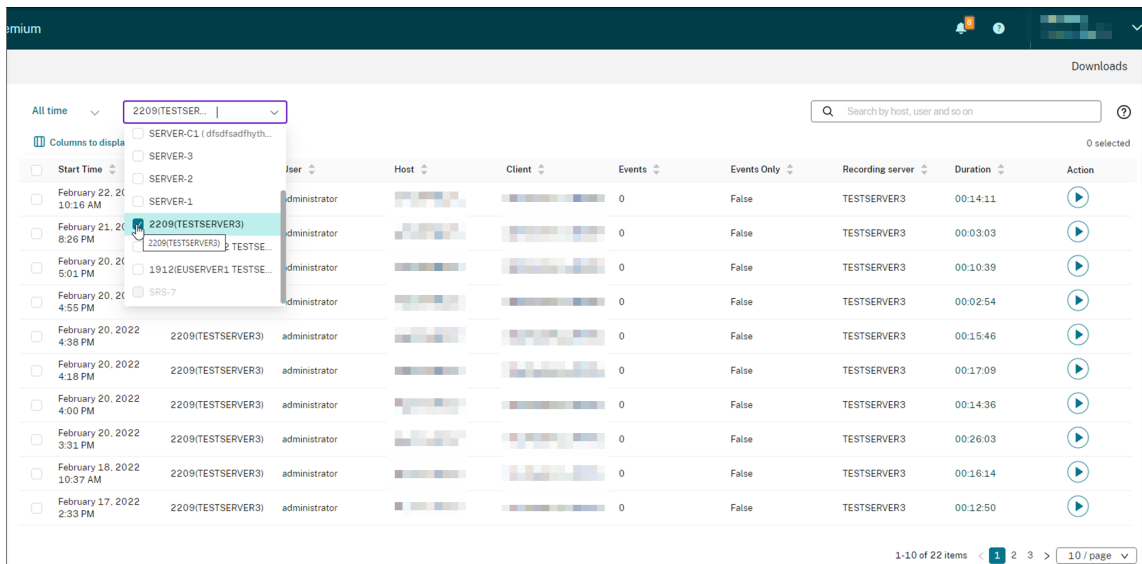 emium
8
?
Downloads
All time
2209(TESTSER...
Search by host, user and so on
?
Columns to displa
0 selected
SERVER-C1 ( dfsdfsadfhyth...
SERVER-3
SERVER-2
SERVER-1
2209(TESTSERVER3)
2209(TESTSERVER3)
2 TESTSE...
1912(EUSERVER1 TESTSE...
SRS-7
Start Time User Host Client Events Events Only Recording server Duration Action
February 22, 20
10:16 AM
dministrator 0 False TESTSERVER3 00:14:11
February 21, 20
8:26 PM
dministrator 0 False TESTSERVER3 00:03:03
February 20, 20
5:01 PM
dministrator 0 False TESTSERVER3 00:10:39
February 20, 20
4:55 PM
dministrator 0 False TESTSERVER3 00:02:54
February 20, 2022
4:38 PM
2209(TESTSERVER3) administrator 0 False TESTSERVER3 00:15:46
February 20, 2022
4:18 PM
2209(TESTSERVER3) administrator 0 False TESTSERVER3 00:17:09
February 20, 2022
4:00 PM
2209(TESTSERVER3) administrator 0 False TESTSERVER3 00:14:36
February 20, 2022
3:31 PM
2209(TESTSERVER3) administrator 0 False TESTSERVER3 00:26:03
February 18, 2022
10:37 AM
2209(TESTSERVER3) administrator 0 False TESTSERVER3 00:16:14
February 17, 2022
2:33 PM
2209(TESTSERVER3) administrator 0 False TESTSERVER3 00:12:50
1-10 of 22 items < 1 2 3 > 10 / page